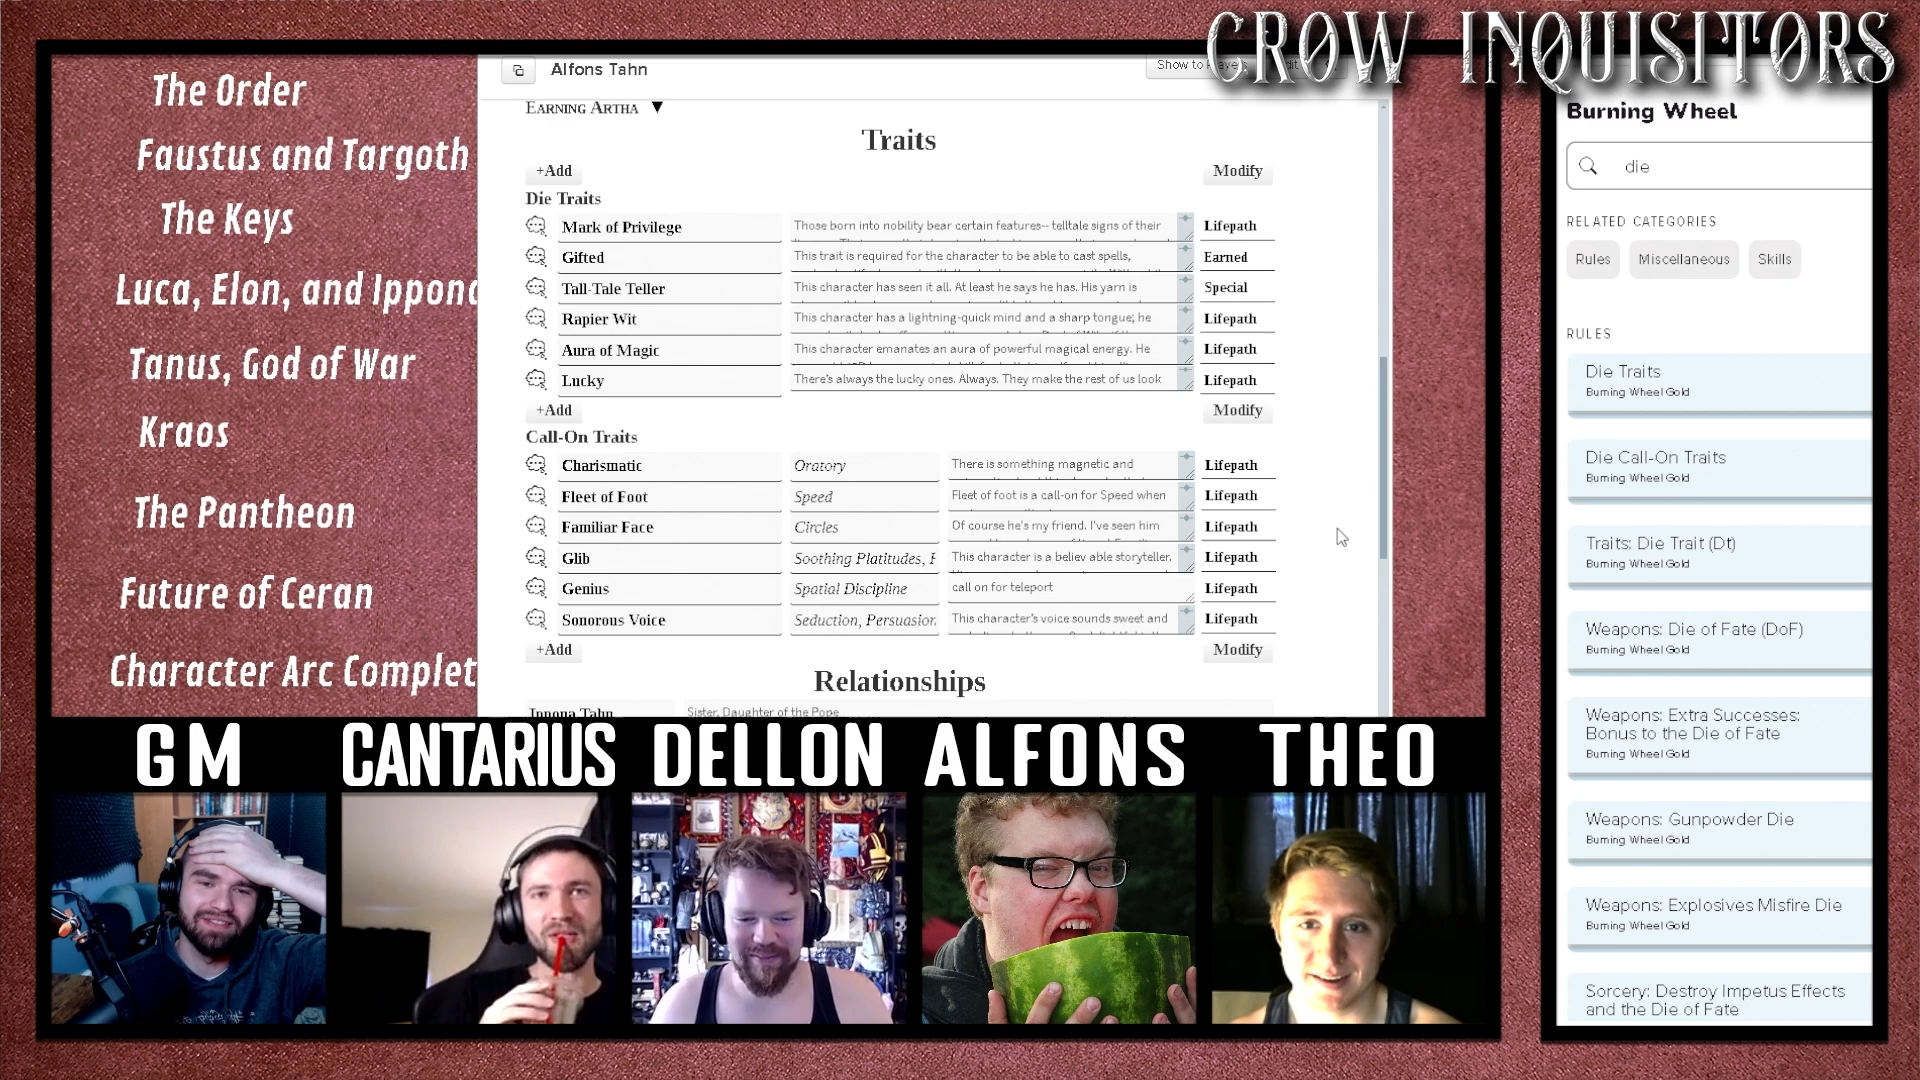 CROW INQUISITORS
The Order
Faustus and Targoth
The Keys
Luca, Elon, and Ippona
Tanus, God of War
Kraos
The Pantheon
Future of Ceran
Character Arc Complet
Alfons Tahn
Show to Players
EARNING ARTHA ▼
Traits
+Add Modify
Die Traits
Mark of Privilege Those born into nobility bear certain features-- telltale signs of their Lifepath
Gifted This trait is required for the character to be able to cast spells, Earned
Tall-Tale Teller This character has seen it all. At least he says he has. His yarn is Special
Rapier Wit This character has a lightning-quick mind and a sharp tongue; he Lifepath
Aura of Magic This character emanates an aura of powerful magical energy. He Lifepath
Lucky There's always the lucky ones. Always. They make the rest of us look Lifepath
+Add Modify
Call-On Traits
Charismatic Oratory There is something magnetic and Lifepath
Fleet of Foot Speed Fleet of foot is a call-on for Speed when Lifepath
Familiar Face Circles Of course he's my friend. I've seen him Lifepath
Glib Soothing Platitudes, F This character is a believ able storyteller. Lifepath
Genius Spatial Discipline call on for teleport Lifepath
Sonorous Voice Seduction, Persuasion, This character's voice sounds sweet and Lifepath
+Add Modify
Relationships
Ippona Tahn Sister, Daughter of the Pope
GM CANTARIUS DELLON ALFONS THEO
Burning Wheel
die
RELATED CATEGORIES
Rules Miscellaneous Skills
RULES
Die Traits
Burning Wheel Gold
Die Call-On Traits
Burning Wheel Gold
Traits: Die Trait (Dt)
Burning Wheel Gold
Weapons: Die of Fate (DoF)
Burning Wheel Gold
Weapons: Extra Successes:
Bonus to the Die of Fate
Burning Wheel Gold
Weapons: Gunpowder Die
Burning Wheel Gold
Weapons: Explosives Misfire Die
Burning Wheel Gold
Sorcery: Destroy Impetus Effects
and the Die of Fate